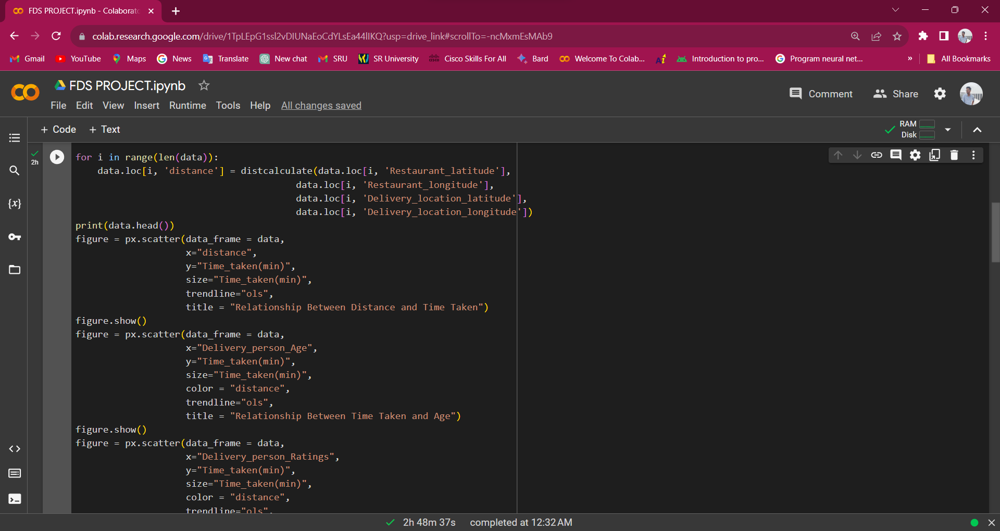 FDS PROJECT.ipynb - Colaborato
colab.research.google.com/drive/1TpLEpG1ssl2vDIUNaEoCdYLsEa44lIKQ?usp=drive_link#scrollTo=-ncMxmEsMAb9
Gmail YouTube Maps News Translate New chat SRU SR University Cisco Skills For All Bard Welcome To Colab... Introduction to pro... Program neural net... » All Bookmarks
FDS PROJECT.ipynb
Comment Share
File Edit View Insert Runtime Tools Help All changes saved
+ Code + Text
RAM
Disk
2h
for i in range(len(data)):
    data.loc[i, 'distance'] = distcalculate(data.loc[i, 'Restaurant_latitude'],
                                        data.loc[i, 'Restaurant_longitude'],
                                        data.loc[i, 'Delivery_location_latitude'],
                                        data.loc[i, 'Delivery_location_longitude'])
print(data.head())
figure = px.scatter(data_frame = data,
                    x="distance",
                    y="Time_taken(min)",
                    size="Time_taken(min)",
                    trendline="ols",
                    title = "Relationship Between Distance and Time Taken")
figure.show()
figure = px.scatter(data_frame = data,
                    x="Delivery_person_Age",
                    y="Time_taken(min)",
                    size="Time_taken(min)",
                    color = "distance",
                    trendline="ols",
                    title = "Relationship Between Time Taken and Age")
figure.show()
figure = px.scatter(data_frame = data,
                    x="Delivery_person_Ratings",
                    y="Time_taken(min)",
                    size="Time_taken(min)",
                    color = "distance",
                    trendline="ols",
{x}
2h 48m 37s completed at 12:32 AM